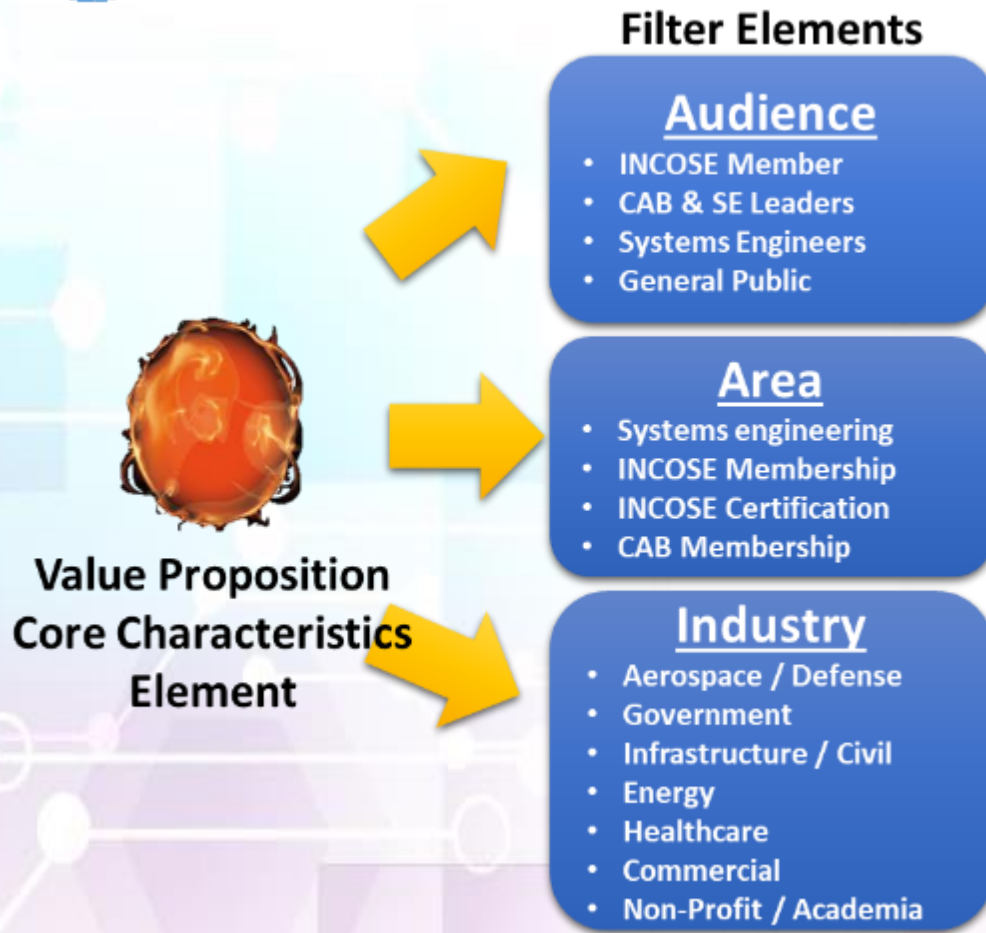 Filter Elements
Audience
• INCOSE Member
• CAB & SE Leaders
• Systems Engineers
• General Public
Area
• Systems engineering
• INCOSE Membership
• INCOSE Certification
• CAB Membership
Value Proposition
Core Characteristics
Element
Industry
• Aerospace / Defense
• Government
• Infrastructure / Civil
• Energy
• Healthcare
• Commercial
• Non-Profit / Academia